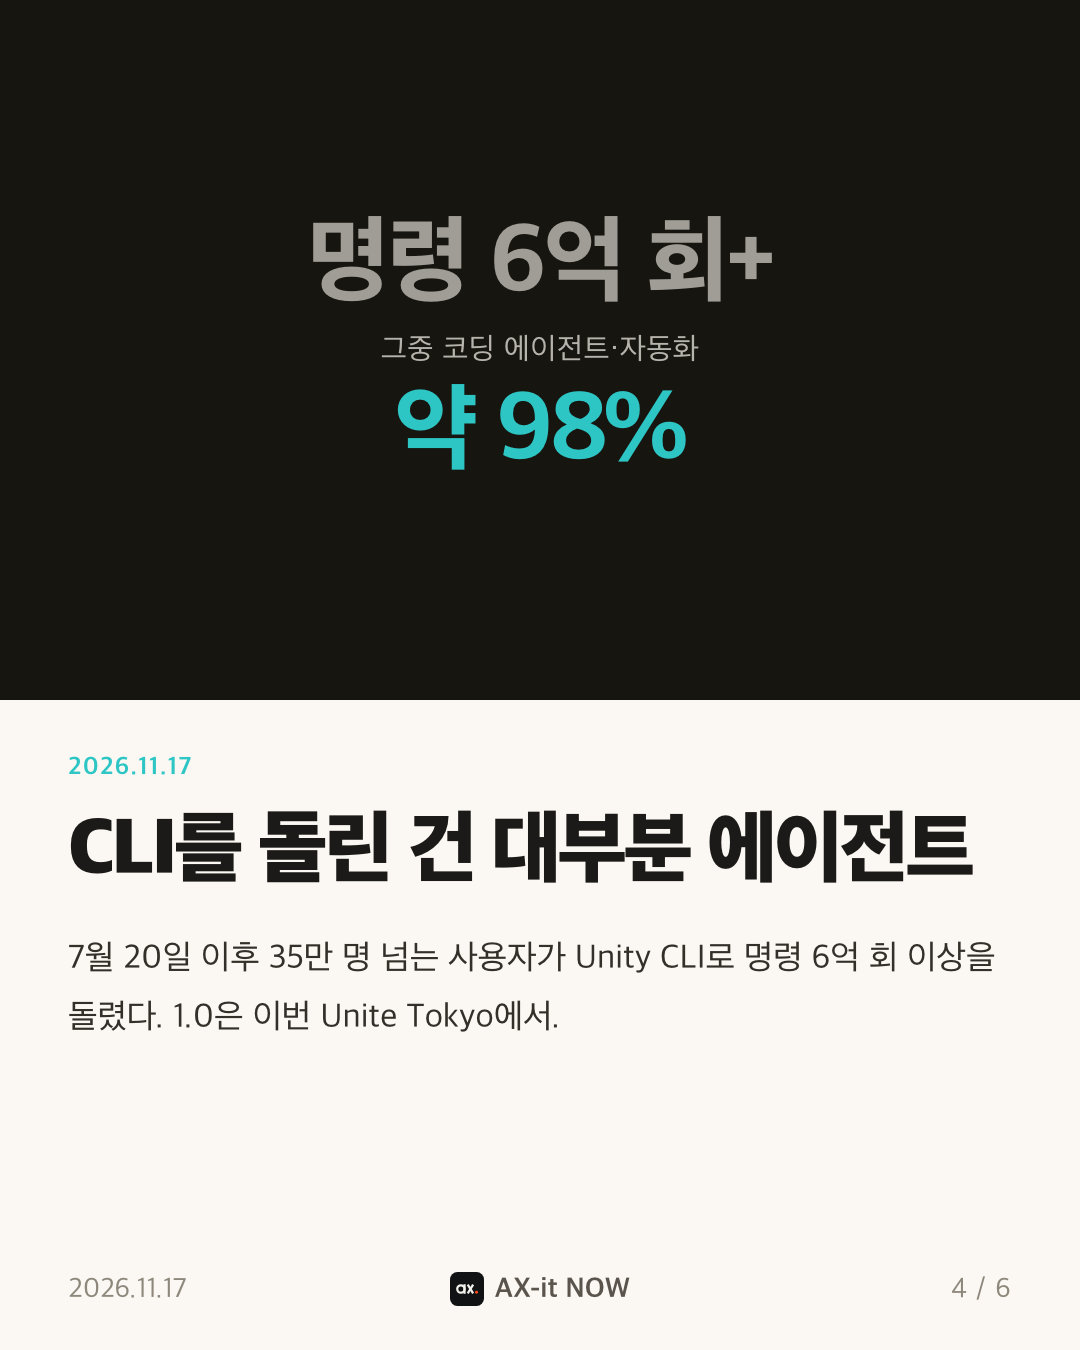 명령 6억 회+
그중 코딩 에이전트·자동화
약 98%
2026.11.17
CLI를 돌린 건 대부분 에이전트
7월 20일 이후 35만 명 넘는 사용자가 Unity CLI로 명령 6억 회 이상을
돌렸다. 1.0은 이번 Unite Tokyo에서.
2026.11.17
ax. AX-it NOW
4 / 6